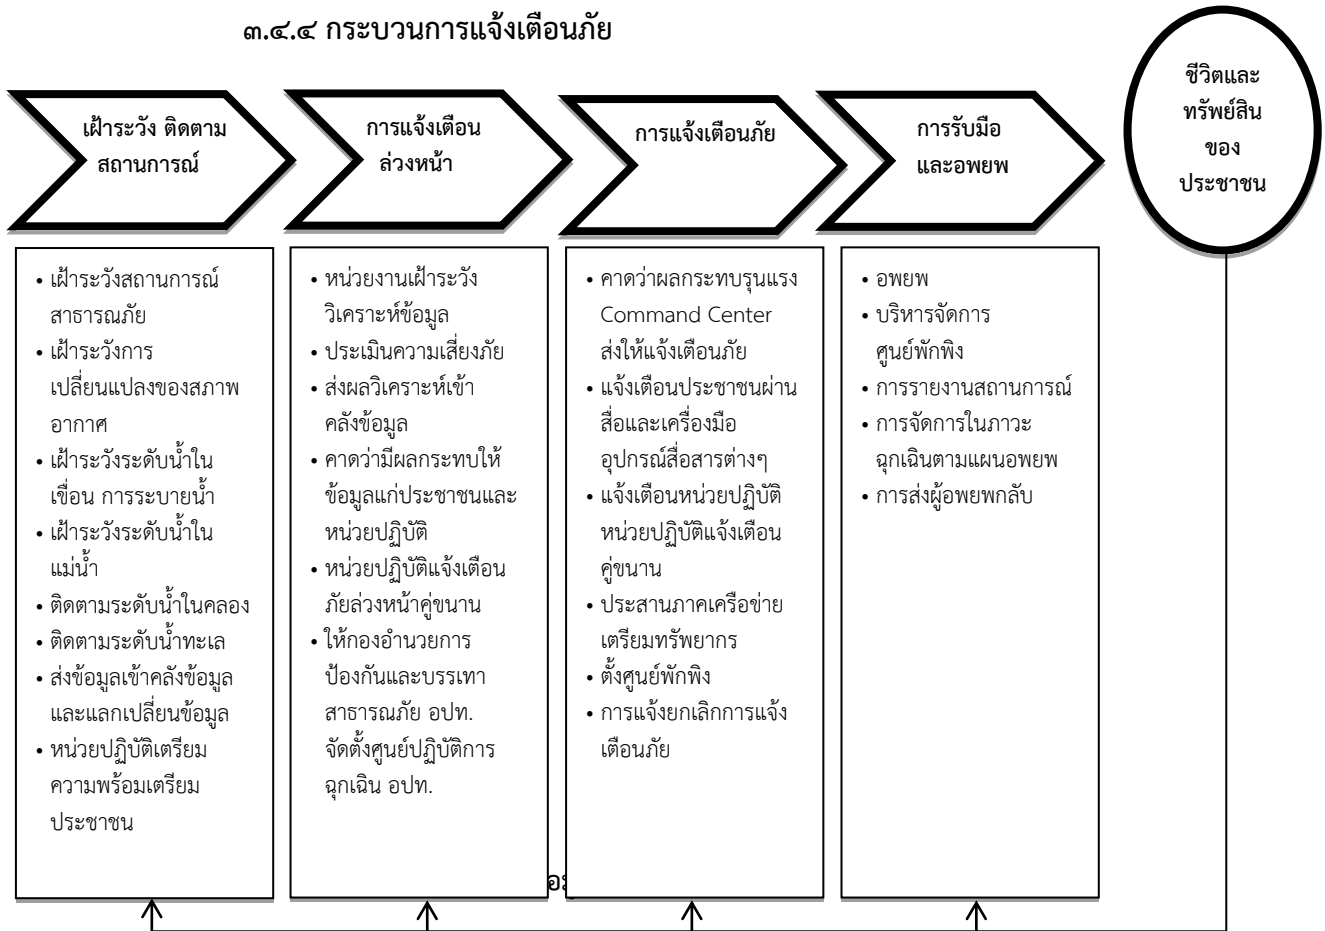 ๓.๔.๔ กระบวนการแจ้งเตือนภัย
เฝ้าระวัง ติดตาม
สถานการณ์
การแจ้งเตือน
ล่วงหน้า
การแจ้งเตือนภัย
การรับมือ
และอพยพ
ชีวิตและ
ทรัพย์สิน
ของ
ประชาชน
• เฝ้าระวังสถานการณ์
สาธารณภัย
• เฝ้าระวังการ
เปลี่ยนแปลงของสภาพ
อากาศ
• เฝ้าระวังระดับน้ำใน
เขื่อน การระบายน้ำ
• เฝ้าระวังระดับน้ำใน
แม่น้ำ
• ติดตามระดับน้ำในคลอง
• ติดตามระดับน้ำทะเล
• ส่งข้อมูลเข้าคลังข้อมูล
และแลกเปลี่ยนข้อมูล
• หน่วยปฏิบัติเตรียม
ความพร้อมเตรียม
ประชาชน
• หน่วยงานเฝ้าระวัง
วิเคราะห์ข้อมูล
• ประเมินความเสี่ยงภัย
• ส่งผลวิเคราะห์เข้า
คลังข้อมูล
• คาดว่ามีผลกระทบให้
ข้อมูลแก่ประชาชนและ
หน่วยปฏิบัติ
• หน่วยปฏิบัติแจ้งเตือน
ภัยล่วงหน้าคู่ขนาน
• ให้กองอำนวยการ
ป้องกันและบรรเทา
สาธารณภัย อปท.
จัดตั้งศูนย์ปฏิบัติการ
ฉุกเฉิน อปท.
• คาดว่าผลกระทบรุนแรง
Command Center
ส่งให้แจ้งเตือนภัย
• แจ้งเตือนประชาชนผ่าน
สื่อและเครื่องมือ
อุปกรณ์สื่อสารต่างๆ
• แจ้งเตือนหน่วยปฏิบัติ
หน่วยปฏิบัติแจ้งเตือน
คู่ขนาน
• ประสานภาคเครือข่าย
เตรียมทรัพยากร
• ตั้งศูนย์พักพิง
• การแจ้งยกเลิกการแจ้ง
เตือนภัย
• อพยพ
• บริหารจัดการ
ศูนย์พักพิง
• การรายงานสถานการณ์
• การจัดการในภาวะ
ฉุกเฉินตามแผนอพยพ
• การส่งผู้อพยพกลับ